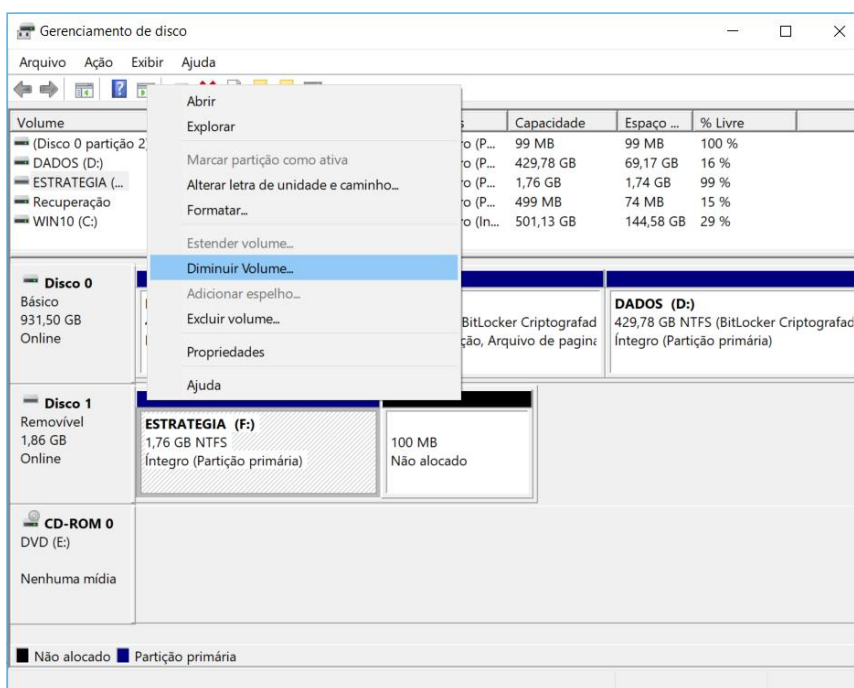 Gerenciamento de disco
Arquivo Ação Exibir Ajuda
Abrir
Explorar
Marcar partição como ativa
Alterar letra de unidade e caminho...
Formatar...
Estender volume...
Diminuir Volume...
Adicionar espelho...
Excluir volume...
Propriedades
Ajuda
Volume Capacidade Espaço ... % Livre
(Disco 0 partição 2) 99 MB 99 MB 100 %
DADOS (D:) 429,78 GB 69,17 GB 16 %
ESTRATEGIA (... 1,76 GB 1,74 GB 99 %
Recuperação 499 MB 74 MB 15 %
WIN10 (C:) 501,13 GB 144,58 GB 29 %
Disco 0
Básico
931,50 GB
Online
BitLocker Criptografad
Arquivo de pagina
DADOS (D:)
429,78 GB NTFS (BitLocker Criptografad
Íntegro (Partição primária)
Disco 1
Removível
1,86 GB
Online
ESTRATEGIA (F:)
1,76 GB NTFS
Íntegro (Partição primária)
100 MB
Não alocado
CD-ROM 0
DVD (E:)
Nenhuma mídia
Não alocado Partição primária